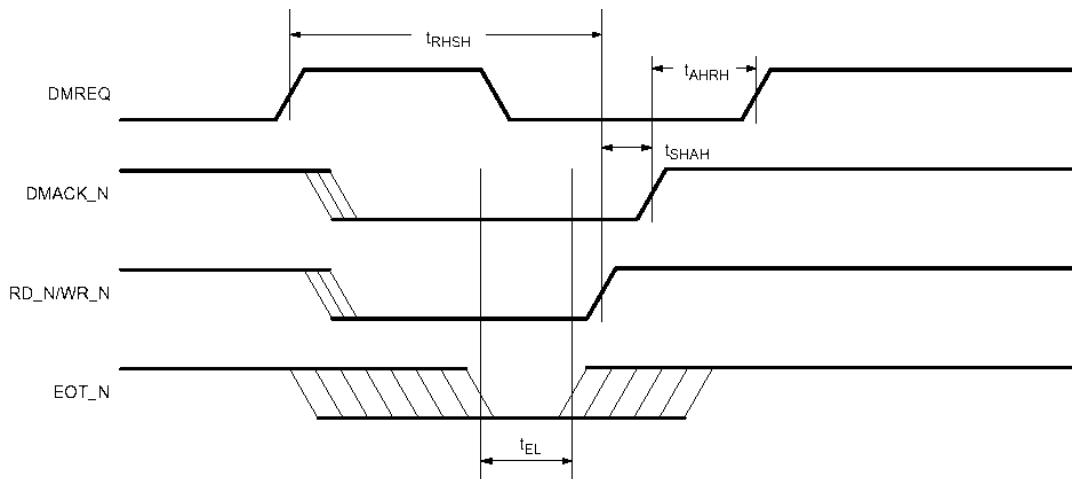 tRHSH
tAHRH
DMREQ
tSHAH
DMACK_N
RD_N/WR_N
EOT_N
tEL